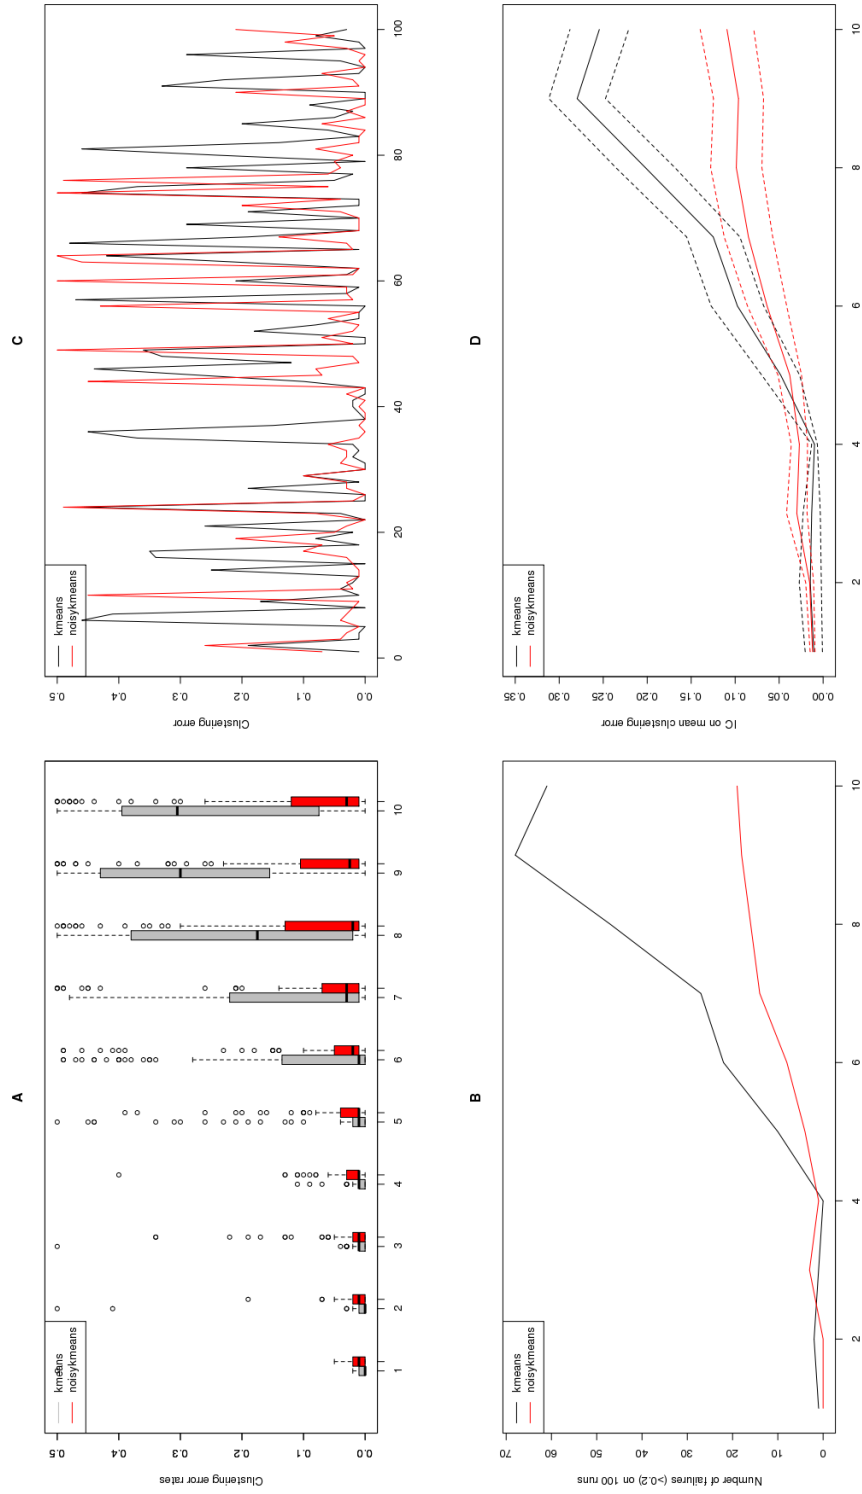 A
Clustering error rates
0.5
0.4
0.3
0.2
0.1
0.0
kmeans
noisykmeans
1 2 3 4 5 6 7 8 9 10
C
Clustering error
0.5
0.4
0.3
0.2
0.1
0.0
kmeans
noisykmeans
0 20 40 60 80 100
B
Number of failures (>0.2) on 100 runs
70
60
50
40
30
20
10
0
kmeans
noisykmeans
2 4 6 8 10
D
IC on mean clustering error
0.35
0.30
0.25
0.20
0.15
0.10
0.05
0.00
kmeans
noisykmeans
2 4 6 8 10